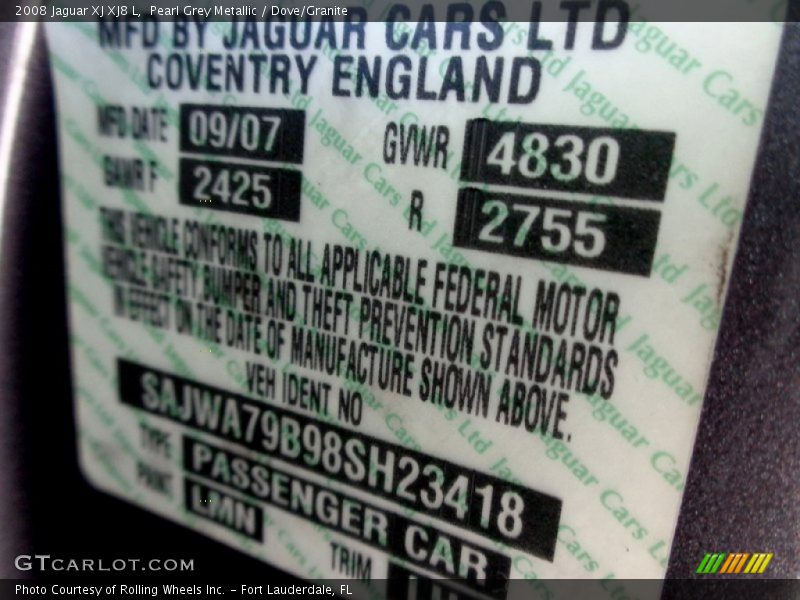 2008 Jaguar XJ XJ8 L, Pearl Grey Metallic / Dove/Granite
MFD BY JAGUAR CARS LTD
COVENTRY ENGLAND
MFD DATE 09/07 GVWR 4830
GAWR F 2425 R 2755
THIS VEHICLE CONFORMS TO ALL APPLICABLE FEDERAL MOTOR
VEHICLE SAFETY, BUMPER AND THEFT PREVENTION STANDARDS
IN EFFECT ON THE DATE OF MANUFACTURE SHOWN ABOVE.
VEH IDENT NO
SAJWA79B98SH23418
TYPE PASSENGER CAR
PAINT LMN TRIM
GTCARLOT.COM
Photo Courtesy of Rolling Wheels Inc. - Fort Lauderdale, FL